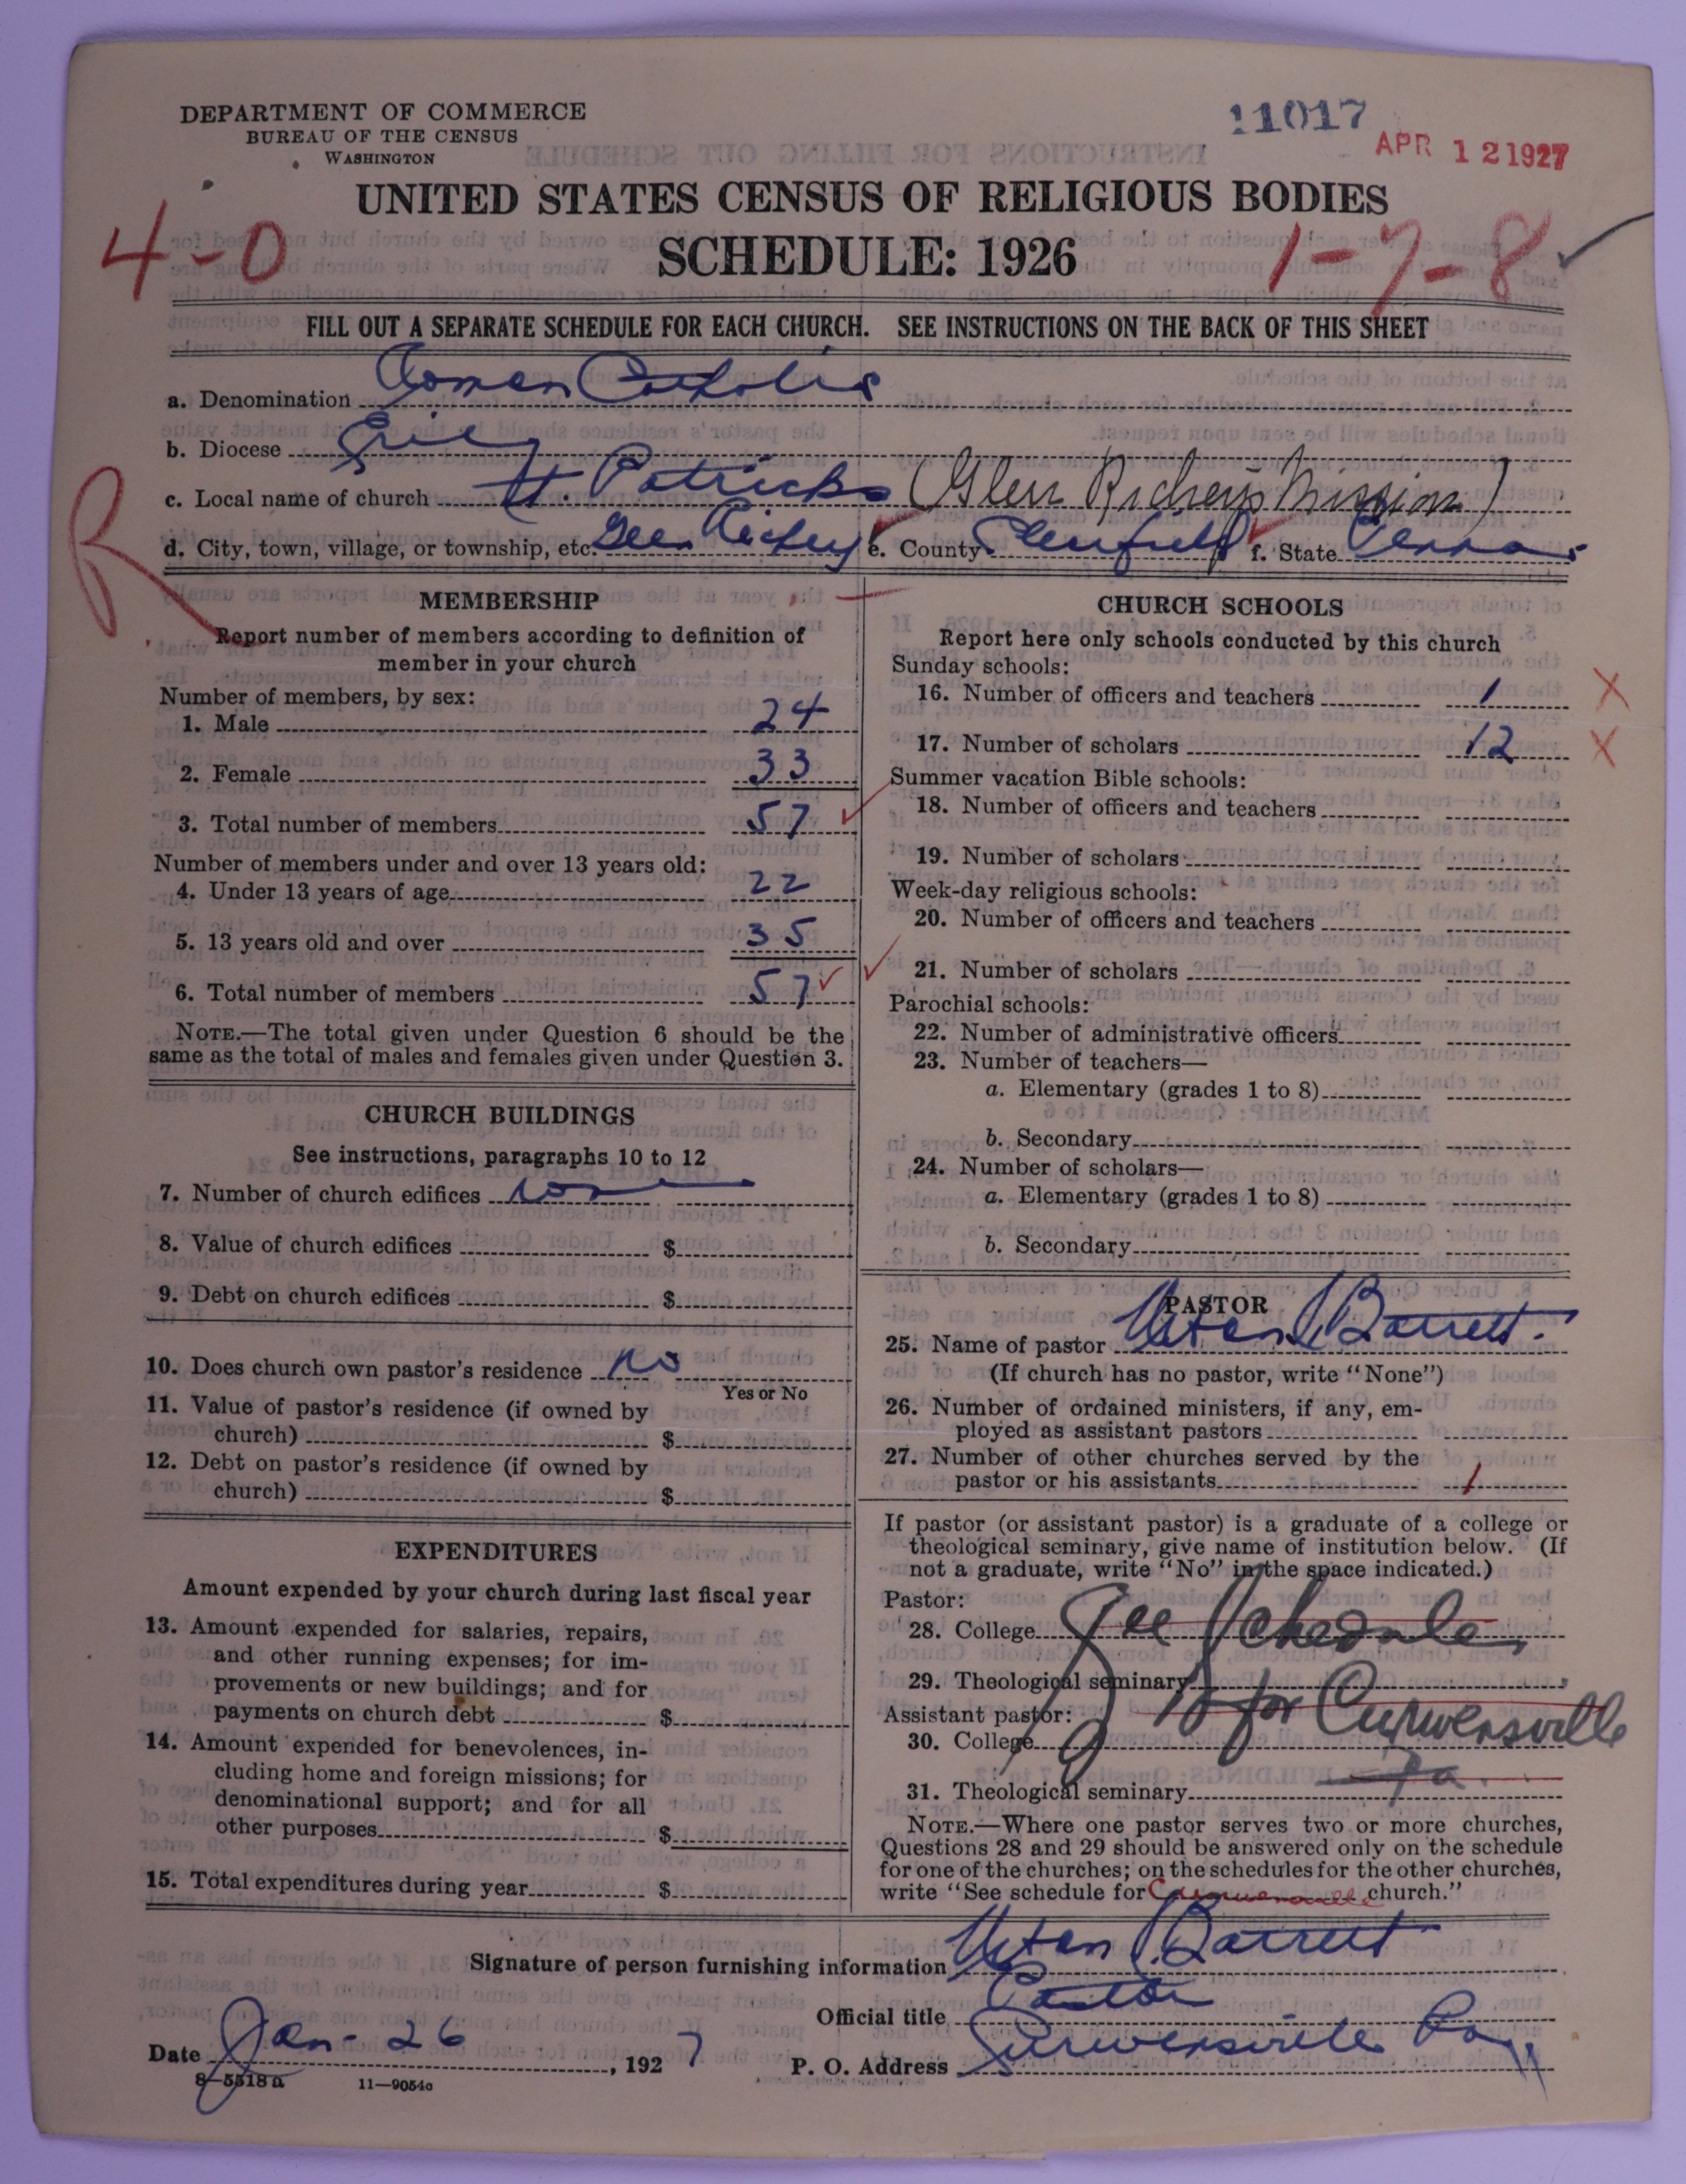 DEPARTMENT OF COMMERCE
BUREAU OF THE CENSUS
WASHINGTON
11017
APR 12 1927
UNITED STATES CENSUS OF RELIGIOUS BODIES
SCHEDULE: 1926
4-0
1-7-8
FILL OUT A SEPARATE SCHEDULE FOR EACH CHURCH. SEE INSTRUCTIONS ON THE BACK OF THIS SHEET
a. Denomination Roman Catholic
b. Diocese Erie
c. Local name of church St. Patricks (Glen Richeys Mission)
d. City, town, village, or township, etc. Glen Richey e. County Clearfield f. State Penna
R
MEMBERSHIP
Report number of members according to definition of
member in your church
Number of members, by sex:
1. Male 24
2. Female 33
3. Total number of members 57
Number of members under and over 13 years old:
4. Under 13 years of age 22
5. 13 years old and over 35
6. Total number of members 57
NOTE.—The total given under Question 6 should be the
same as the total of males and females given under Question 3.
CHURCH BUILDINGS
See instructions, paragraphs 10 to 12
7. Number of church edifices none
8. Value of church edifices $
9. Debt on church edifices $
10. Does church own pastor's residence no
Yes or No
11. Value of pastor's residence (if owned by
church) $
12. Debt on pastor's residence (if owned by
church) $
EXPENDITURES
Amount expended by your church during last fiscal year
13. Amount expended for salaries, repairs,
and other running expenses; for im-
provements or new buildings; and for
payments on church debt $
14. Amount expended for benevolences, in-
cluding home and foreign missions; for
denominational support; and for all
other purposes $
15. Total expenditures during year $
CHURCH SCHOOLS
Report here only schools conducted by this church
Sunday schools:
16. Number of officers and teachers 1 X
17. Number of scholars 12 X
Summer vacation Bible schools:
18. Number of officers and teachers
19. Number of scholars
Week-day religious schools:
20. Number of officers and teachers
21. Number of scholars
Parochial schools:
22. Number of administrative officers
23. Number of teachers—
a. Elementary (grades 1 to 8)
b. Secondary
24. Number of scholars—
a. Elementary (grades 1 to 8)
b. Secondary
PASTOR
25. Name of pastor Barrett
(If church has no pastor, write "None")
26. Number of ordained ministers, if any, em-
ployed as assistant pastors
27. Number of other churches served by the
pastor or his assistants 1
If pastor (or assistant pastor) is a graduate of a college or
theological seminary, give name of institution below. (If
not a graduate, write "No" in the space indicated.)
Pastor:
28. College See Schedule
29. Theological seminary
Assistant pastor: for Curwensville
30. College
Pa.
31. Theological seminary
NOTE.—Where one pastor serves two or more churches,
Questions 28 and 29 should be answered only on the schedule
for one of the churches; on the schedules for the other churches,
write "See schedule for Curwensville church."
Signature of person furnishing information Barrett
Official title Pastor
Date Jan- 26, 1927 P. O. Address Curwensville Pa
8-5518a 11-9054c